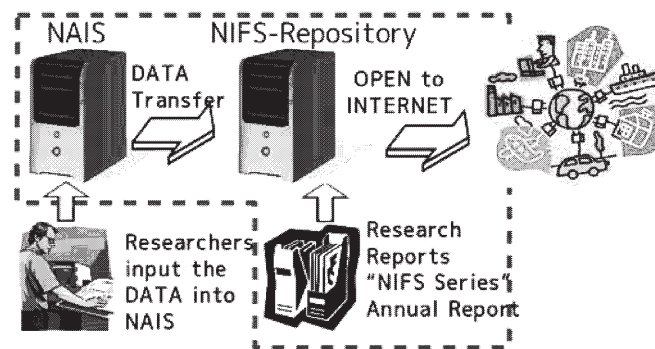 NAIS
NIFS-Repository
DATA
Transfer
OPEN to
INTERNET
Researchers
input the
DATA into
NAIS
Research
Reports
“NIFS Series”
Annual Report